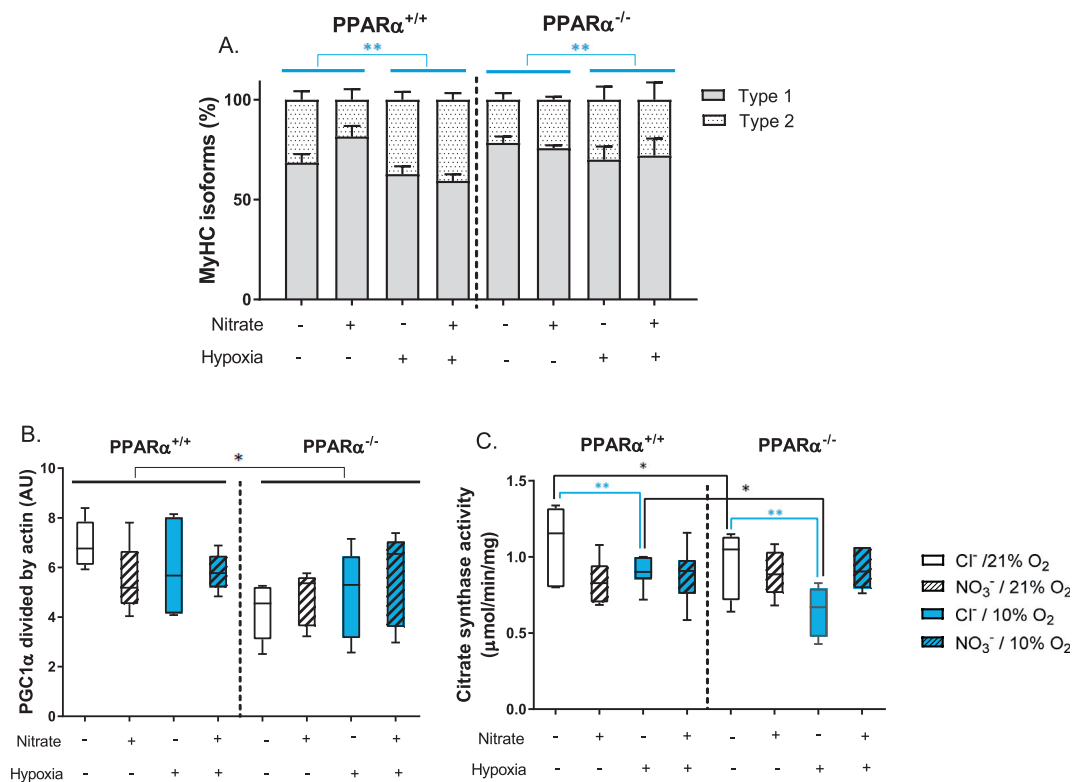 PPARα+/+ PPARα-/-
A.
** **
MyHC isoforms (%)
100
50
0
Type 1
Type 2
Nitrate - + - + - + - +
Hypoxia - - + + - - + +
B.
PPARα+/+ PPARα-/-
*
PGC1α divided by actin (AU)
10
8
6
4
2
0
Nitrate - + - + - + - +
Hypoxia - - + + - - + +
C.
PPARα+/+ PPARα-/-
*
** *
**
Citrate synthase activity
(μmol/min/mg)
1.5
1.0
0.5
0.0
Nitrate - + - + - + - +
Hypoxia - - + + - - + +
Cl- /21% O2
NO3- / 21% O2
Cl- / 10% O2
NO3- / 10% O2